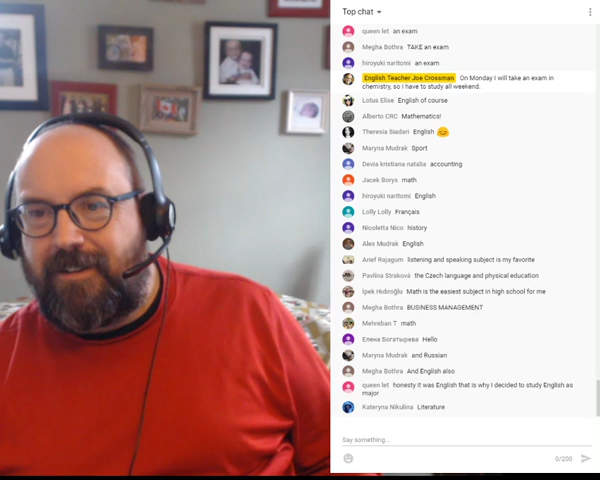 Top chat
queen let an exam
Megha Bothra TAKE an exam
hiroyuki naritomi an exam
English Teacher Joe Crossman On Monday I will take an exam in
chemistry, so I have to study all weekend.
Lotus Elise English of course
Alberto CRC Mathematics!
Theresia Siadari English 😊
Maryna Mudrak Sport
Devia kristiana natalia accounting
Jacek Borys math
hiroyuki naritomi English
Lolly Lolly Français
Nicoletta Nico history
Alex Mudrak English
Arief Rajagum listening and speaking subject is my favorite
Pavlína Straková the Czech language and physical education
İpek Hıdıroğlu Math is the easiest subject in high school for me
Megha Bothra BUSINESS MANAGEMENT
Mehreban T math
Елена Богатырева Hello
Maryna Mudrak and Russian
Megha Bothra And English also
queen let honesty it was English that is why I decided to study English as
major
Kateryna Nikulina Literature
Say something...
0/200